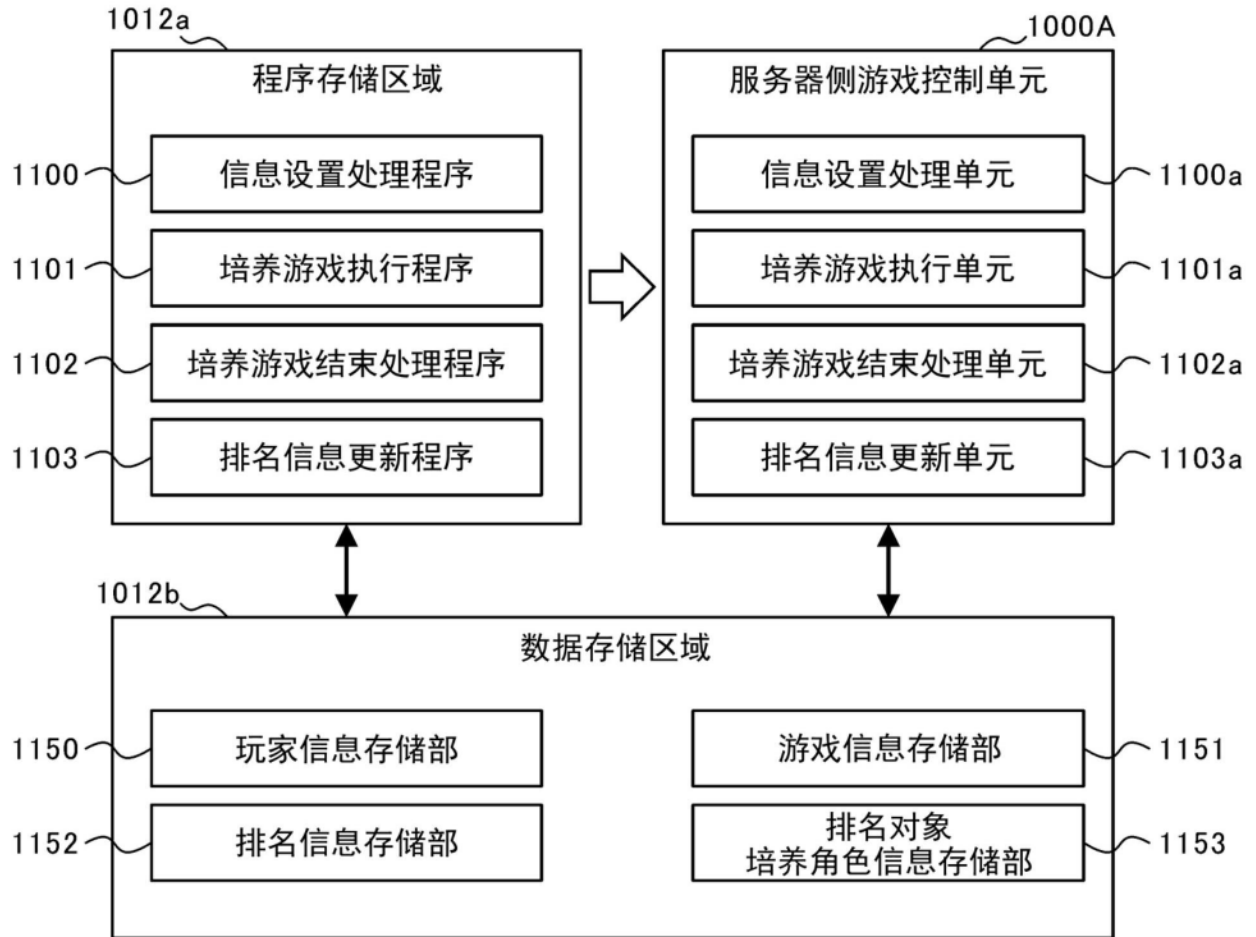 1012a
1000A
程序存储区域
服务器侧游戏控制单元
1100
信息设置处理程序
信息设置处理单元
1100a
1101
培养游戏执行程序
培养游戏执行单元
1101a
1102
培养游戏结束处理程序
培养游戏结束处理单元
1102a
1103
排名信息更新程序
排名信息更新单元
1103a
1012b
数据存储区域
1150
玩家信息存储部
游戏信息存储部
1151
1152
排名信息存储部
排名对象
培养角色信息存储部
1153